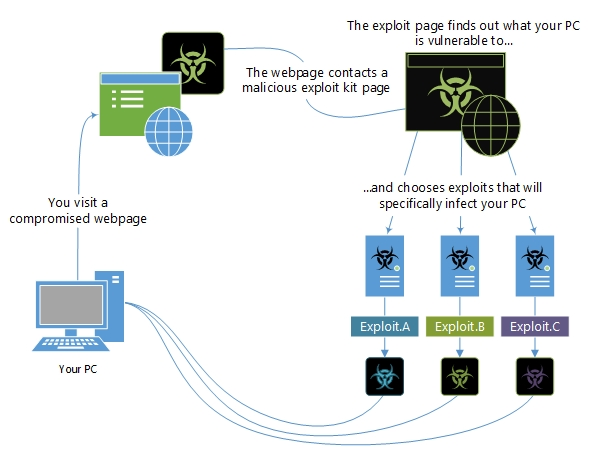 The exploit page finds out what your PC
is vulnerable to...
The webpage contacts a
malicious exploit kit page
You visit a
compromised webpage
...and chooses exploits that will
specifically infect your PC
Exploit.A
Exploit.B
Exploit.C
Your PC